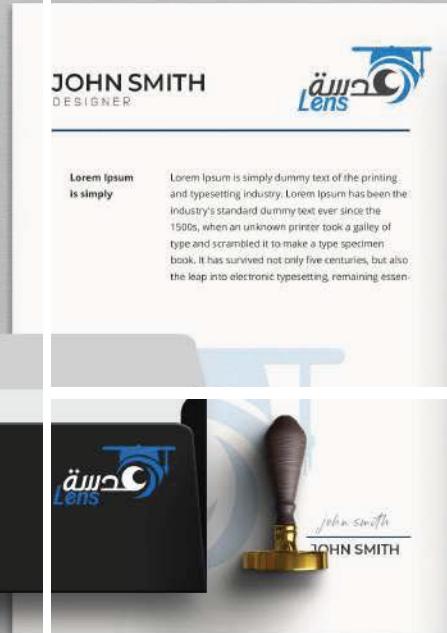 JOHN SMITH
DESIGNER
عدسة
Lens
Lorem Ipsum
is simply
Lorem Ipsum is simply dummy text of the printing
and typesetting industry. Lorem Ipsum has been the
industry's standard dummy text ever since the
1500s, when an unknown printer took a galley of
type and scrambled it to make a type specimen
book. It has survived not only five centuries, but also
the leap into electronic typesetting, remaining essen-
عدسة
Lens
john smith
JOHN SMITH